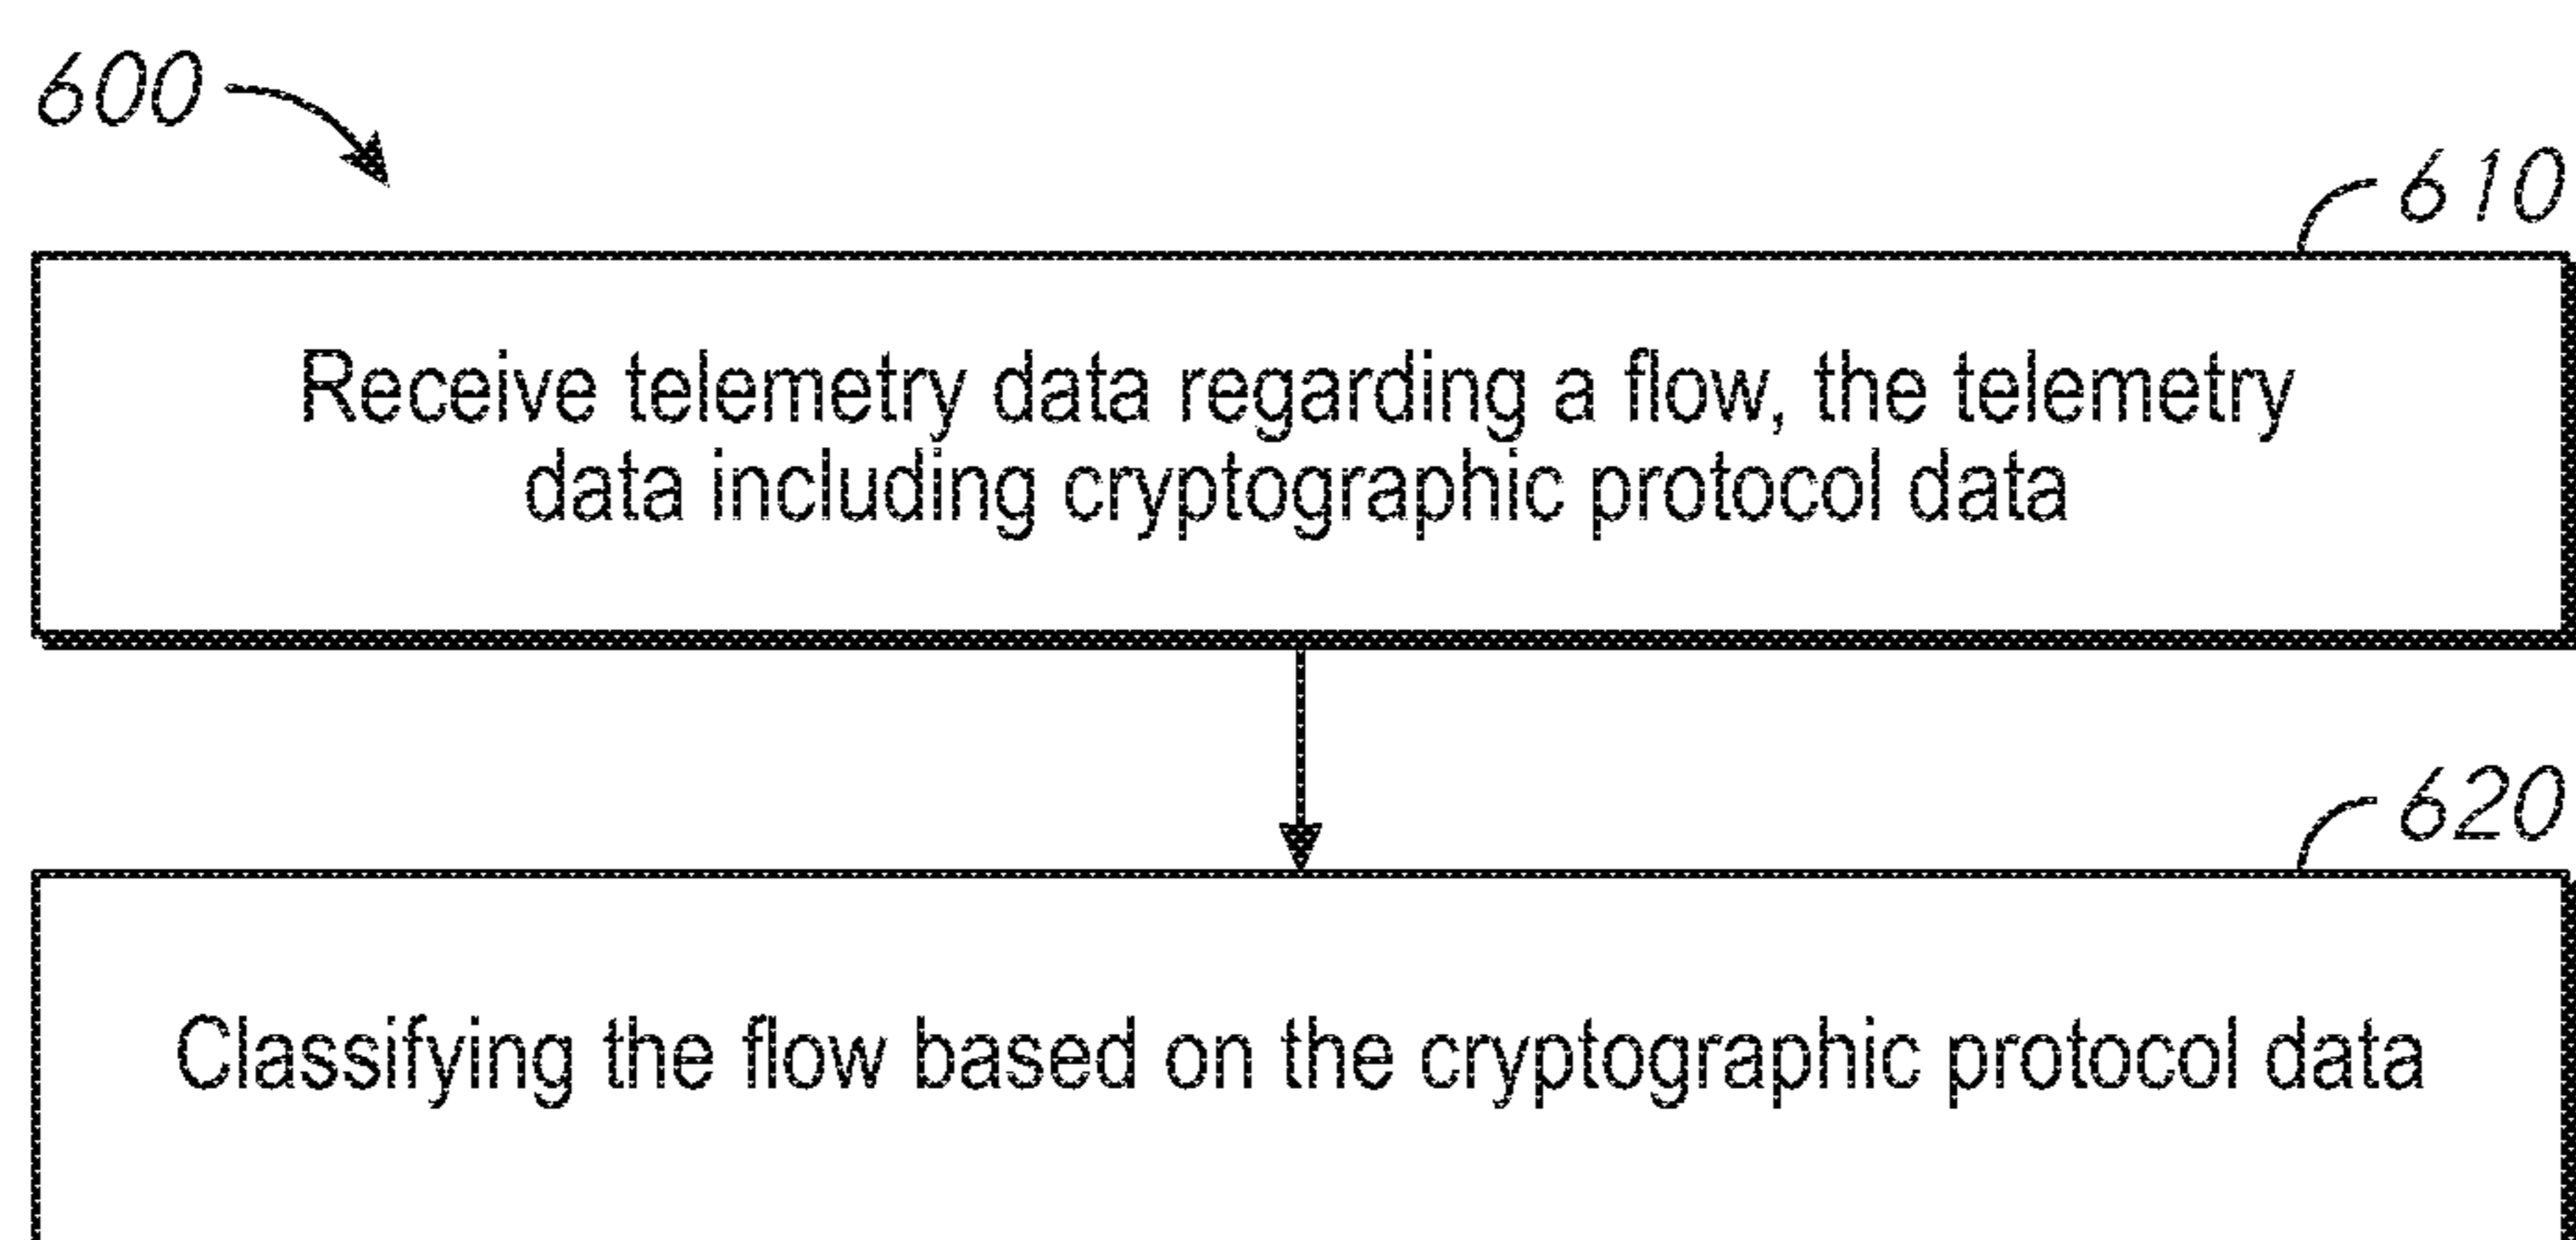 600
610
Receive telemetry data regarding a flow, the telemetry
data including cryptographic protocol data
620
Classifying the flow based on the cryptographic protocol data